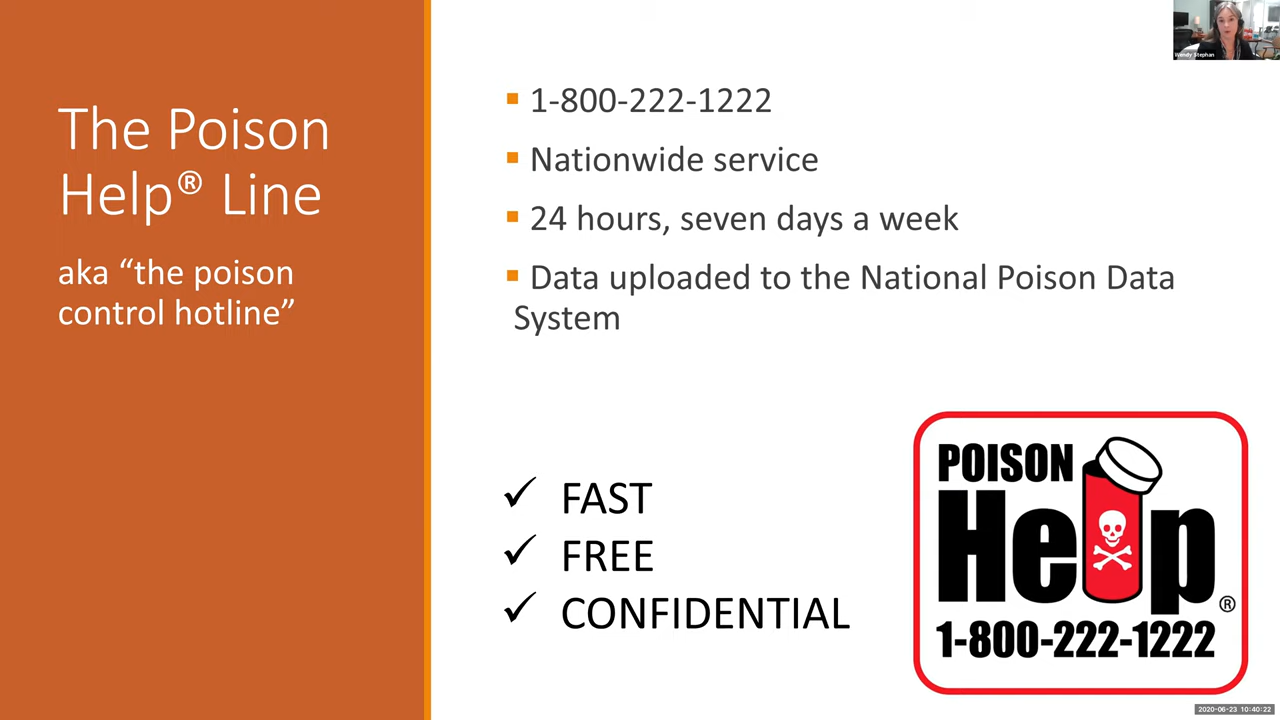 The Poison
Help® Line
aka “the poison
control hotline”
▪ 1-800-222-1222
▪ Nationwide service
▪ 24 hours, seven days a week
▪ Data uploaded to the National Poison Data
System
✓ FAST
✓ FREE
✓ CONFIDENTIAL
POISON
Help®
1-800-222-1222
Wendy Stephan
2020-06-23 10:40:22